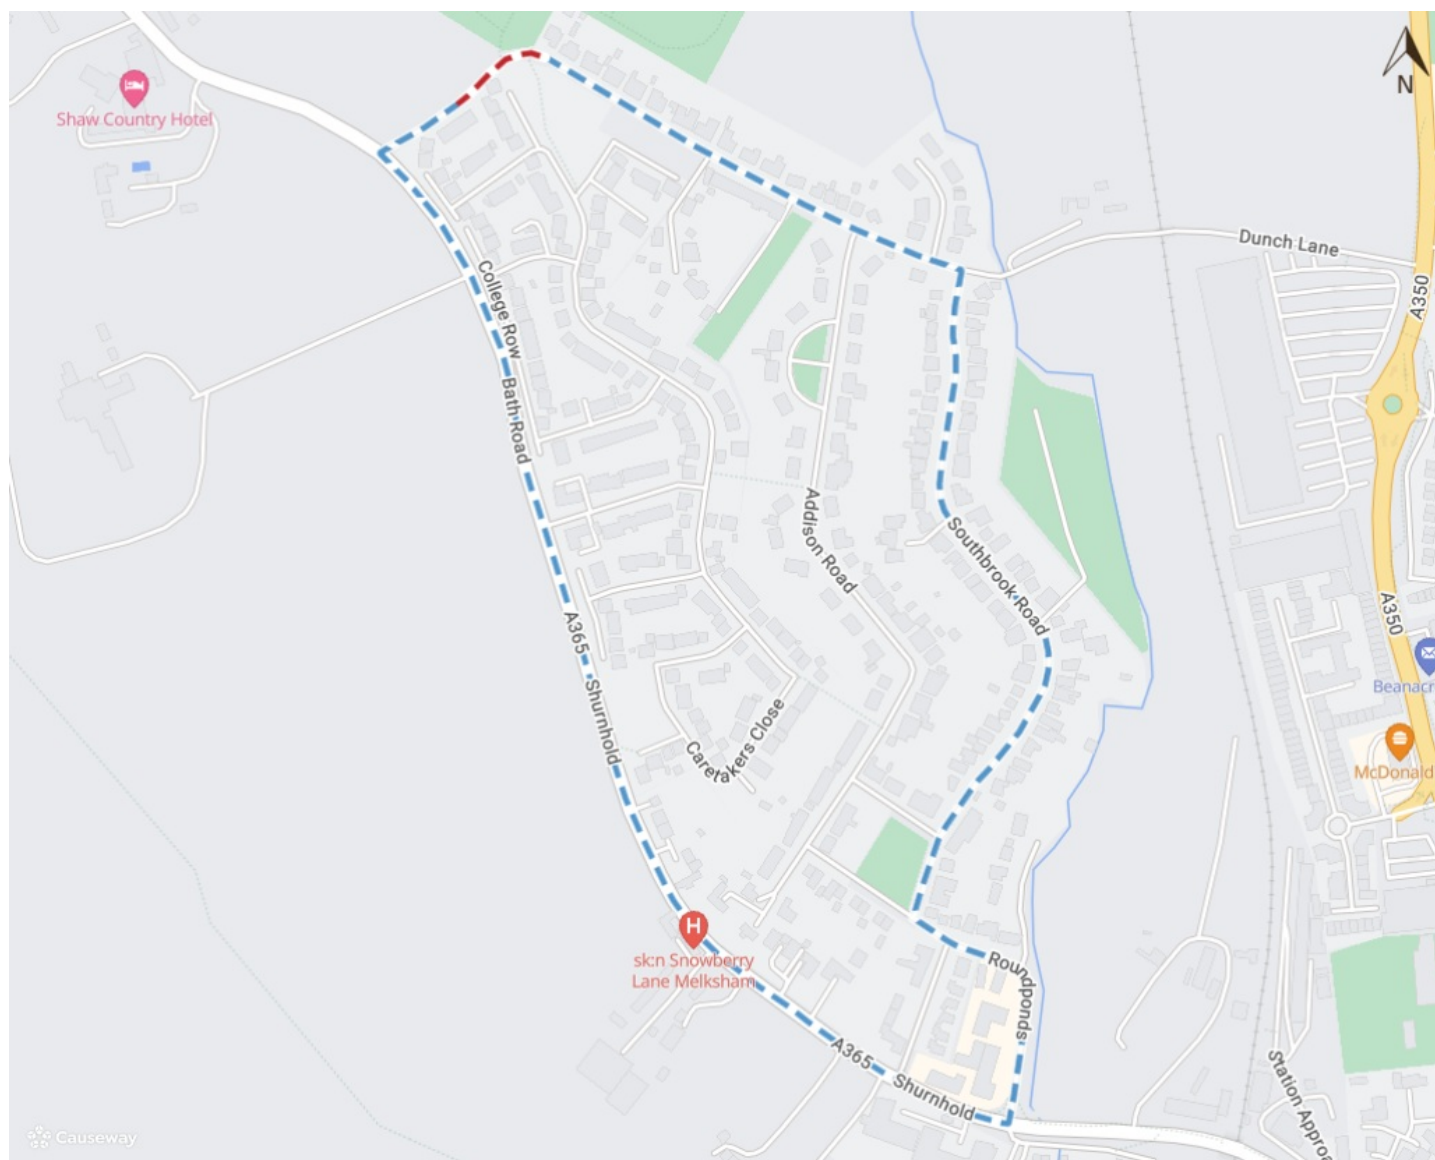 N
Shaw Country Hotel
Dunch Lane
A350
College Row
Bath Road
Addison Road
Southbrook Road
A350
A365
Shurnhold
Beanacr
Caretakers Close
McDonald
sk:n Snowberry
Lane Melksham
Roundponds
A365
Shurnhold
Station Approa
Causeway